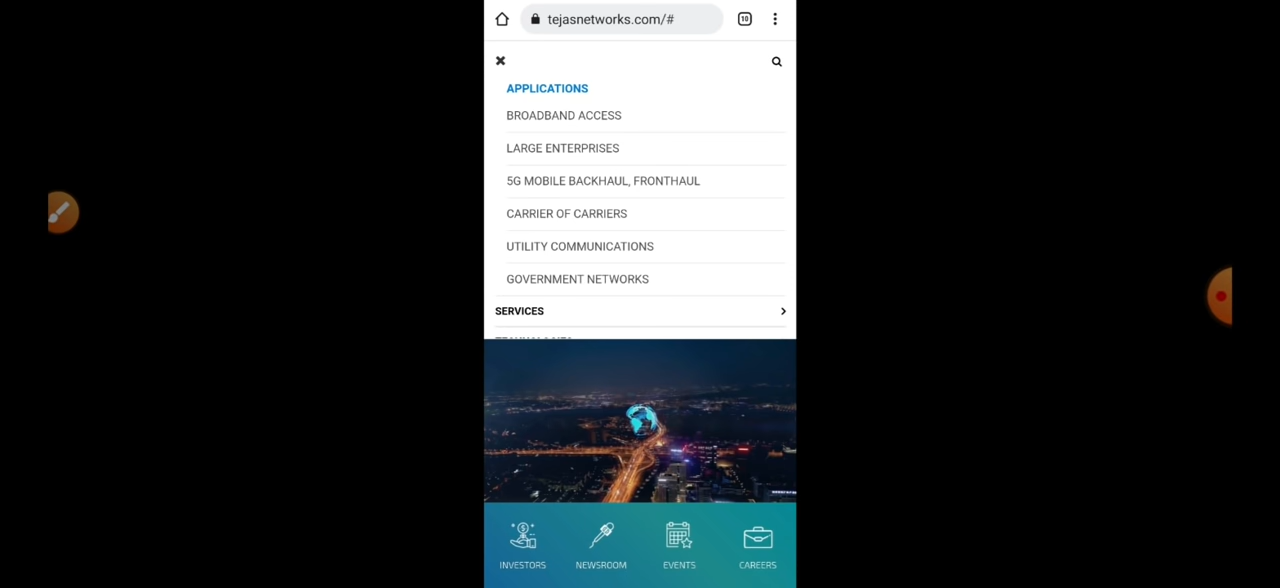 tejasnetworks.com/#
10
APPLICATIONS
BROADBAND ACCESS
LARGE ENTERPRISES
5G MOBILE BACKHAUL, FRONTHAUL
CARRIER OF CARRIERS
UTILITY COMMUNICATIONS
GOVERNMENT NETWORKS
SERVICES
INVESTORS NEWSROOM EVENTS CAREERS